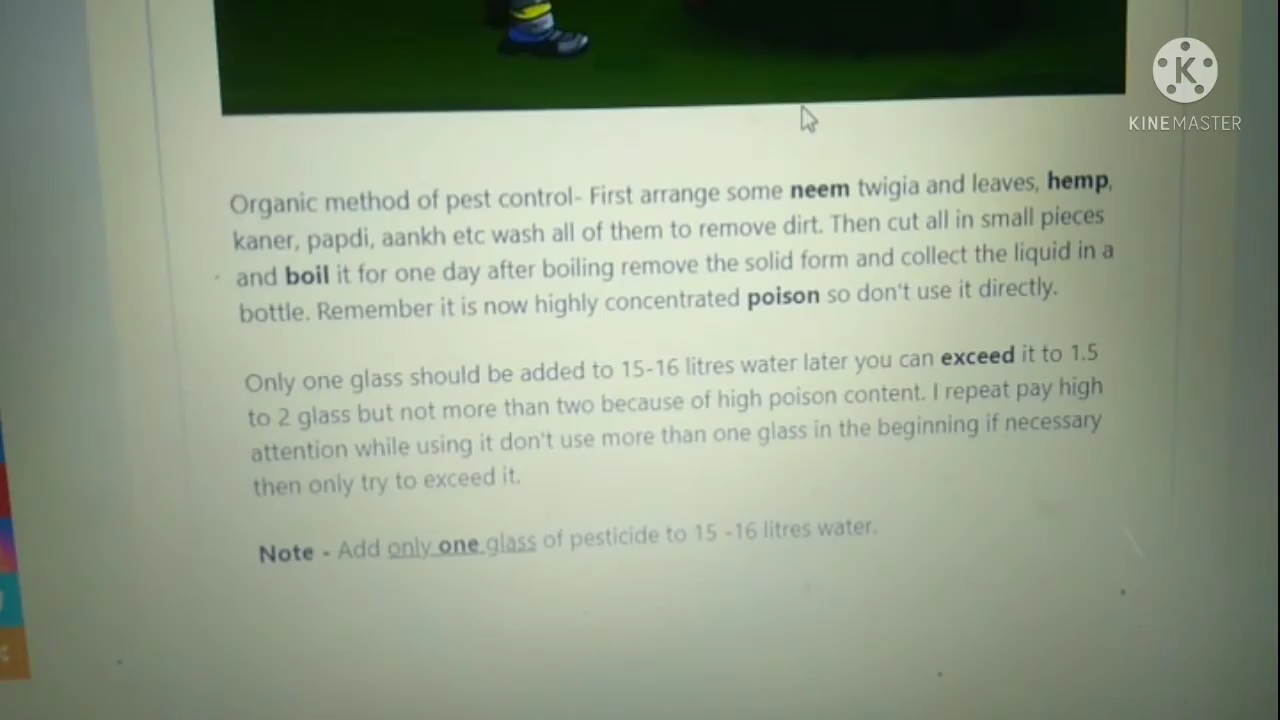 K
KINEMASTER
Organic method of pest control- First arrange some neem twigia and leaves, hemp,
kaner, papdi, aankh etc wash all of them to remove dirt. Then cut all in small pieces
and boil it for one day after boiling remove the solid form and collect the liquid in a
bottle. Remember it is now highly concentrated poison so don't use it directly.
Only one glass should be added to 15-16 litres water later you can exceed it to 1.5
to 2 glass but not more than two because of high poison content. I repeat pay high
attention while using it don't use more than one glass in the beginning if necessary
then only try to exceed it.
Note - Add only one glass of pesticide to 15 -16 litres water.